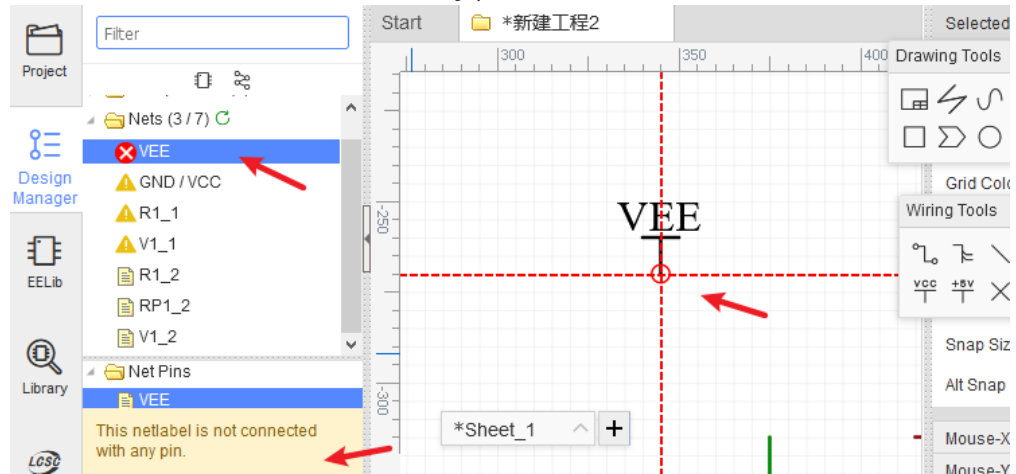 Start
*新建工程2
Selected
Filter
Project
300
350
400
Drawing Tools
Nets (3 / 7)
VEE
Design
Manager
GND / VCC
Grid Colo
R1_1
VEE
Wiring Tools
-250
V1_1
EELib
R1_2
VCC
+5V
RP1_2
V1_2
Snap Siz
Net Pins
Library
Alt Snap
VEE
-300
This netlabel is not connected
with any pin.
*Sheet_1
Mouse-X
LCSC
Mouse-Y